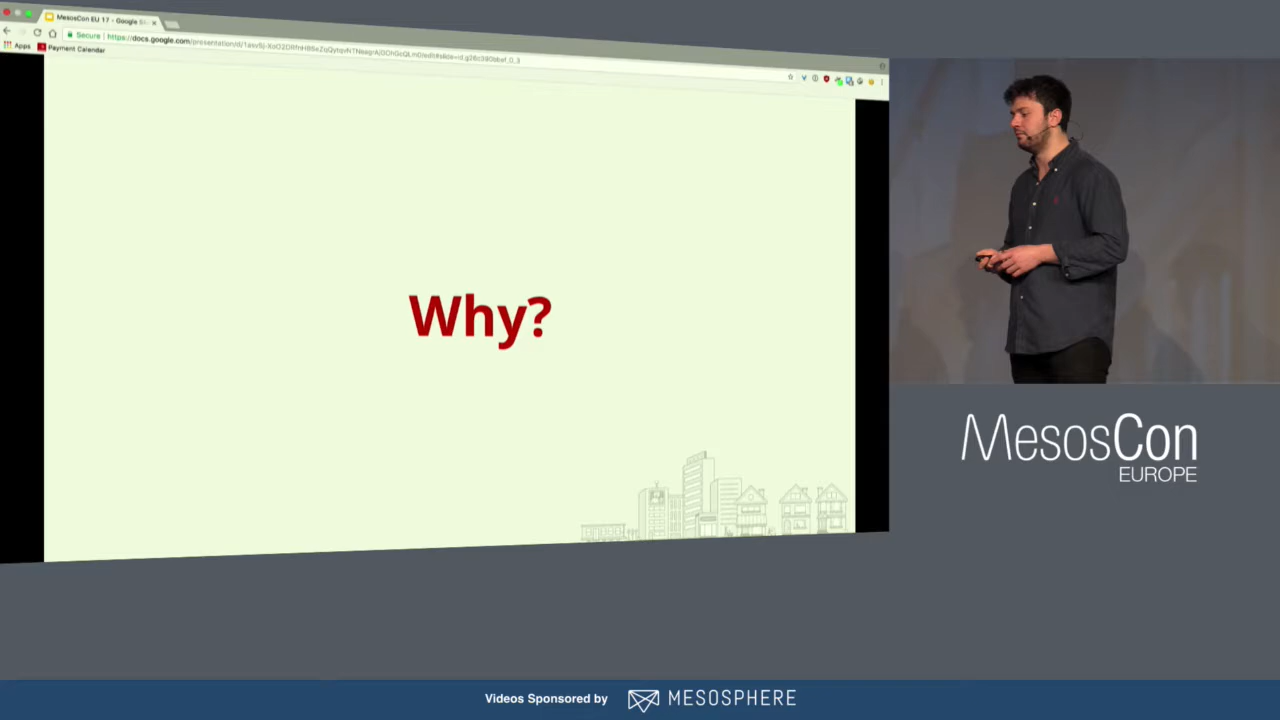 MesosCon EU 17 - Google Sl
Secure
Apps
Payment Calendar
Why?
MesosCon
EUROPE
Videos Sponsored by
MESOSPHERE